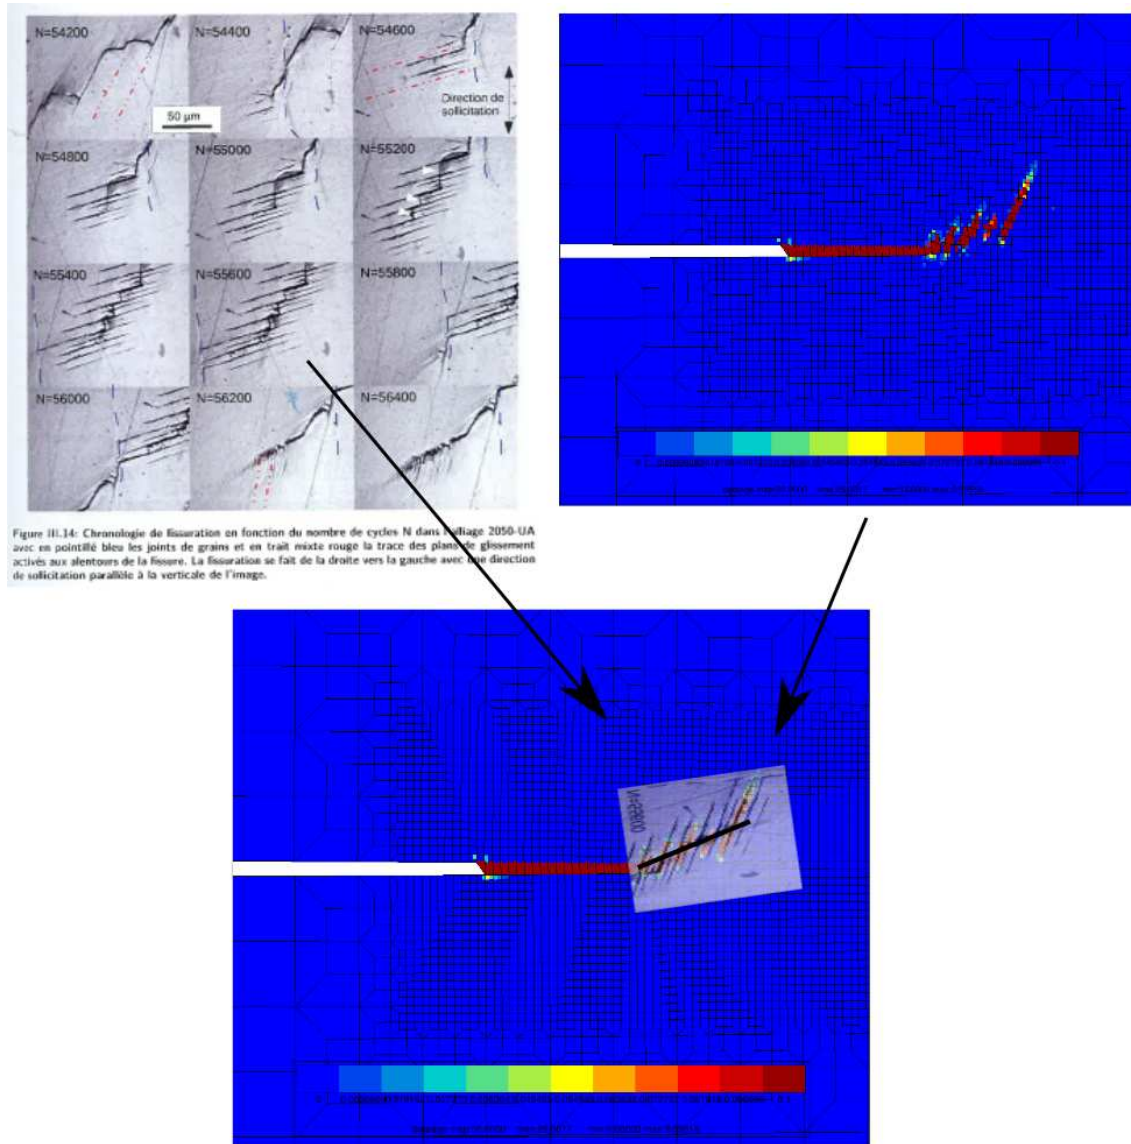 N=54200
N=54400
N=54600
50 µm
Direction de
sollicitation
N=54800
N=55000
N=55200
N=55400
N=55600
N=55800
N=56000
N=56200
N=56400
Figure III.14: Chronologie de fissuration en fonction du nombre de cycles N dans l'alliage 2050-UA
avec en pointillé bleu les joints de grains et en trait mixte rouge la trace des plans de glissement
activés aux alentours de la fissure. La fissuration se fait de la droite vers la gauche avec une direction
de sollicitation parallèle à la verticale de l'image.